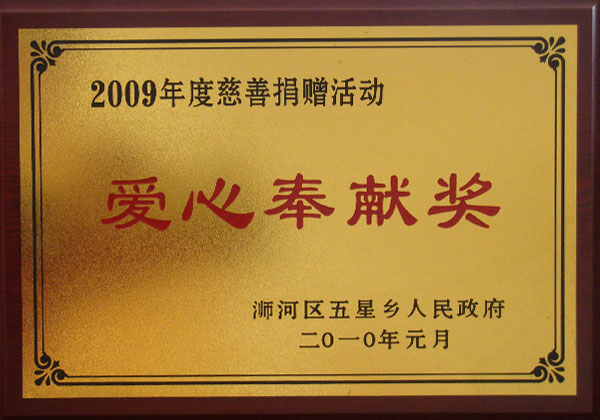 2009年度慈善捐赠活动
爱心奉献奖
浉河区五星乡人民政府
二〇一〇年元月